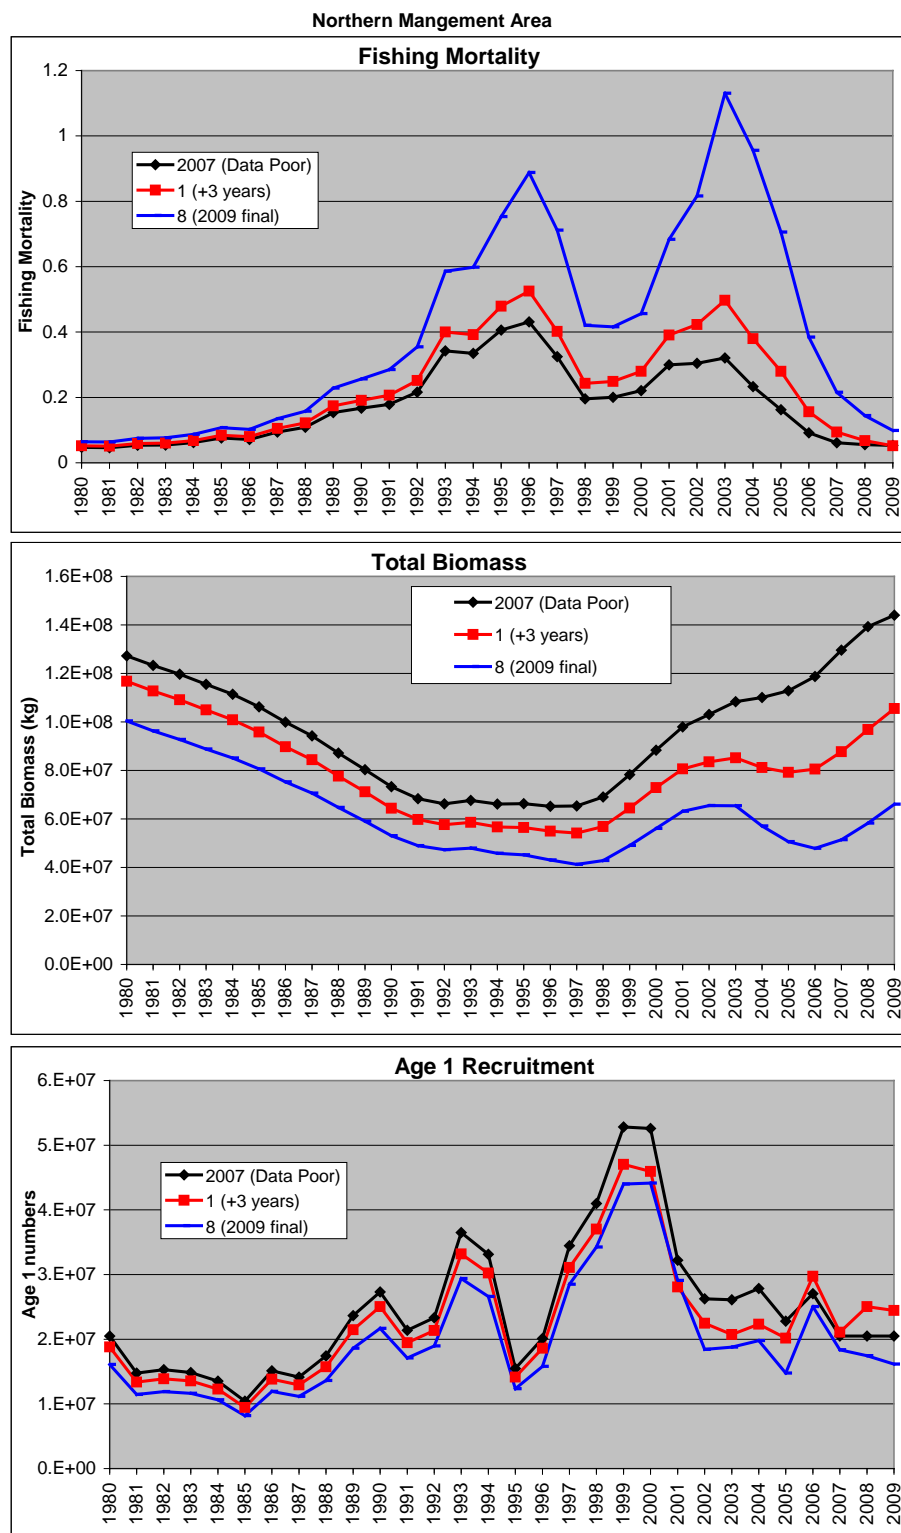 Northern Mangement Area
Fishing Mortality
1.2
1
0.8
0.6
0.4
0.2
0
Fishing Mortality
2007 (Data Poor)
1 (+3 years)
8 (2009 final)
1980 1981 1982 1983 1984 1985 1986 1987 1988 1989 1990 1991 1992 1993 1994 1995 1996 1997 1998 1999 2000 2001 2002 2003 2004 2005 2006 2007 2008 2009
Total Biomass
1.6E+08
1.4E+08
1.2E+08
1.0E+08
8.0E+07
6.0E+07
4.0E+07
2.0E+07
0.0E+00
Total Biomass (kg)
2007 (Data Poor)
1 (+3 years)
8 (2009 final)
1980 1981 1982 1983 1984 1985 1986 1987 1988 1989 1990 1991 1992 1993 1994 1995 1996 1997 1998 1999 2000 2001 2002 2003 2004 2005 2006 2007 2008 2009
Age 1 Recruitment
6.E+07
5.E+07
4.E+07
3.E+07
2.E+07
1.E+07
0.E+00
Age 1 numbers
2007 (Data Poor)
1 (+3 years)
8 (2009 final)
1980 1981 1982 1983 1984 1985 1986 1987 1988 1989 1990 1991 1992 1993 1994 1995 1996 1997 1998 1999 2000 2001 2002 2003 2004 2005 2006 2007 2008 2009